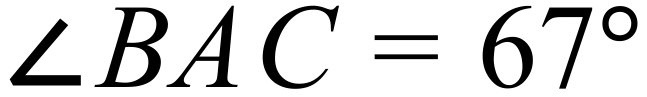 ∠BAC = 67°